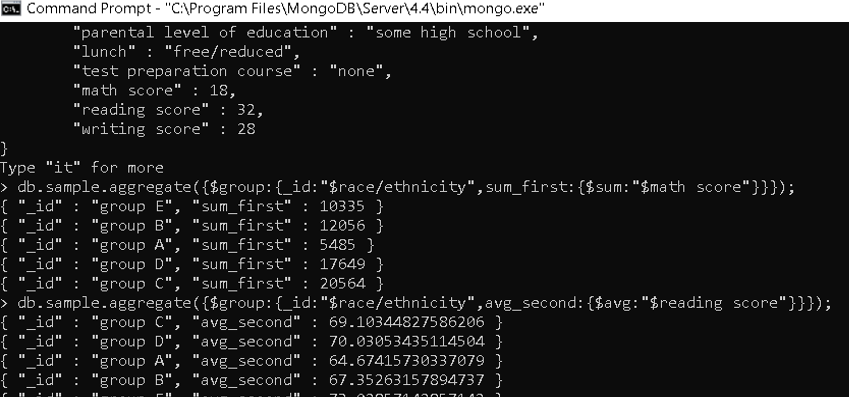 Command Prompt - "C:\Program Files\MongoDB\Server\4.4\bin\mongo.exe"
"parental level of education" : "some high school",
"lunch" : "free/reduced",
"test preparation course" : "none",
"math score" : 18,
"reading score" : 32,
"writing score" : 28
}
Type "it" for more
> db.sample.aggregate({$group:{_id:"$race/ethnicity",sum_first:{$sum:"$math score"}}});
{ "_id" : "group E", "sum_first" : 10335 }
{ "_id" : "group B", "sum_first" : 12056 }
{ "_id" : "group A", "sum_first" : 5485 }
{ "_id" : "group D", "sum_first" : 17649 }
{ "_id" : "group C", "sum_first" : 20564 }
> db.sample.aggregate({$group:{_id:"$race/ethnicity",avg_second:{$avg:"$reading score"}}});
{ "_id" : "group C", "avg_second" : 69.10344827586206 }
{ "_id" : "group D", "avg_second" : 70.03053435114504 }
{ "_id" : "group A", "avg_second" : 64.67415730337079 }
{ "_id" : "group B", "avg_second" : 67.35263157894737 }